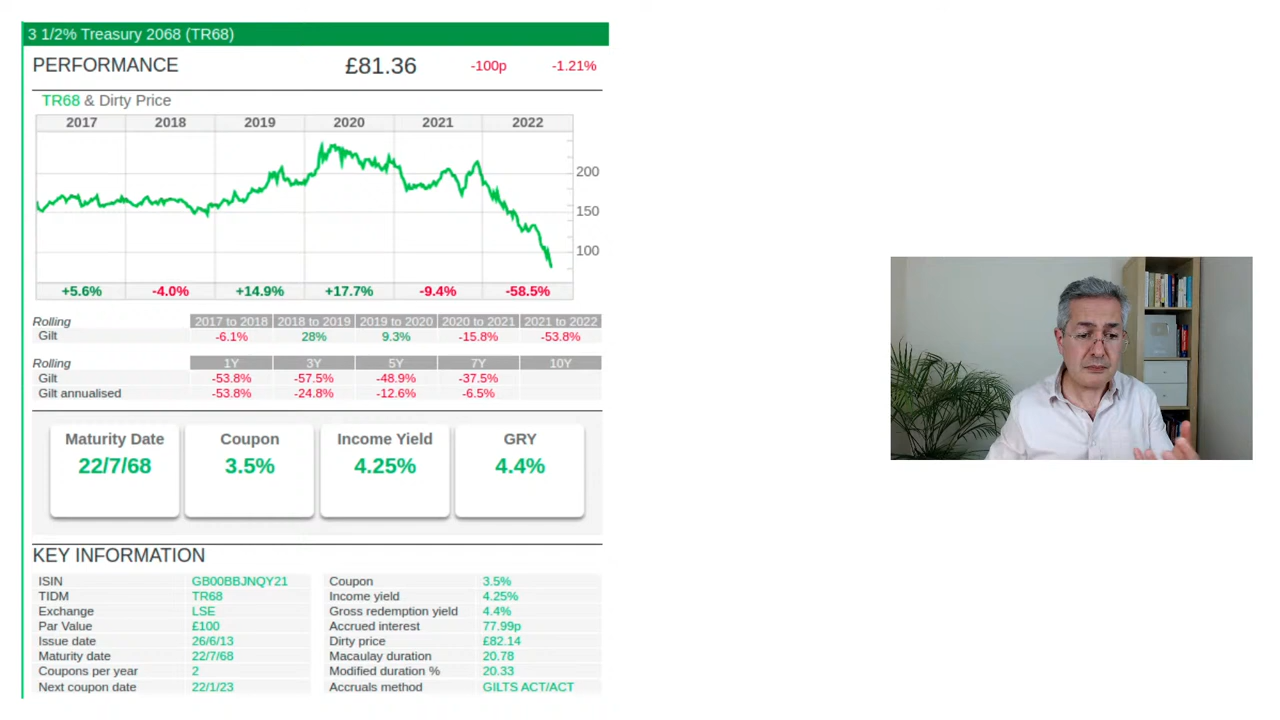 3 1/2% Treasury 2068 (TR68)
PERFORMANCE £81.36 -100p -1.21%
TR68 & Dirty Price
2017 2018 2019 2020 2021 2022
200
150
100
+5.6% -4.0% +14.9% +17.7% -9.4% -58.5%
Rolling 2017 to 2018 2018 to 2019 2019 to 2020 2020 to 2021 2021 to 2022
Gilt -6.1% 28% 9.3% -15.8% -53.8%
Rolling 1Y 3Y 5Y 7Y 10Y
Gilt -53.8% -57.5% -48.9% -37.5%
Gilt annualised -53.8% -24.8% -12.6% -6.5%
Maturity Date Coupon Income Yield GRY
22/7/68 3.5% 4.25% 4.4%
KEY INFORMATION
ISIN GB00BBJNQY21 Coupon 3.5%
TIDM TR68 Income yield 4.25%
Exchange LSE Gross redemption yield 4.4%
Par Value £100 Accrued interest 77.99p
Issue date 26/6/13 Dirty price £82.14
Maturity date 22/7/68 Macaulay duration 20.78
Coupons per year 2 Modified duration % 20.33
Next coupon date 22/1/23 Accruals method GILTS ACT/ACT